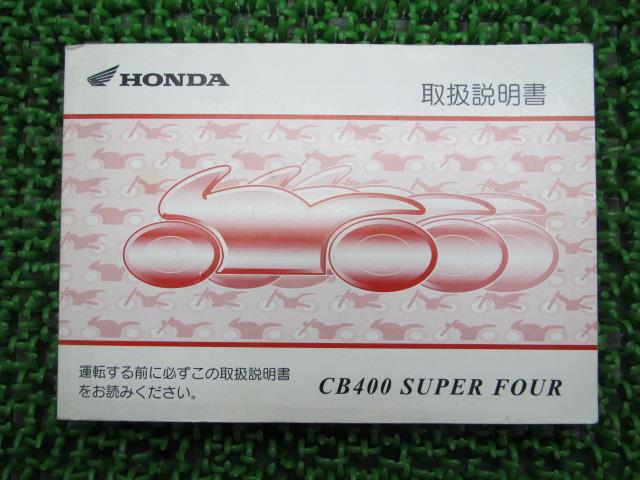 HONDA
取扱説明書
運転する前に必ずこの取扱説明書
をお読みください。
CB400 SUPER FOUR